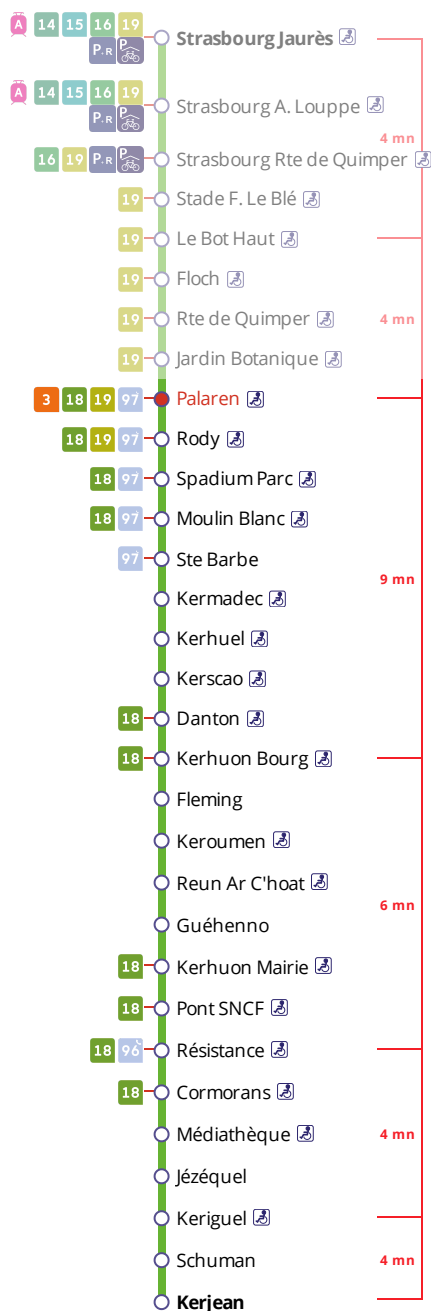 A 14 15 16 19
P+R P
Strasbourg Jaurès
A 14 15 16 19
P+R P
Strasbourg A. Louppe
4 mn
16 19 P+R P Strasbourg Rte de Quimper
19 Stade F. Le Blé
19 Le Bot Haut
19 Floch
19 Rte de Quimper 4 mn
19 Jardin Botanique
3 18 19 97 Palaren
18 19 97 Rody
18 97 Spadium Parc
18 97 Moulin Blanc
97 Ste Barbe
9 mn
Kermadec
Kerhuel
Kerscao
18 Danton
18 Kerhuon Bourg
Fleming
Keroumen
Reun Ar C'hoat
6 mn
Guéhenno
18 Kerhuon Mairie
18 Pont SNCF
18 96 Résistance
18 Cormorans
Médiathèque 4 mn
Jézéquel
Keriguel
Schuman 4 mn
Kerjean